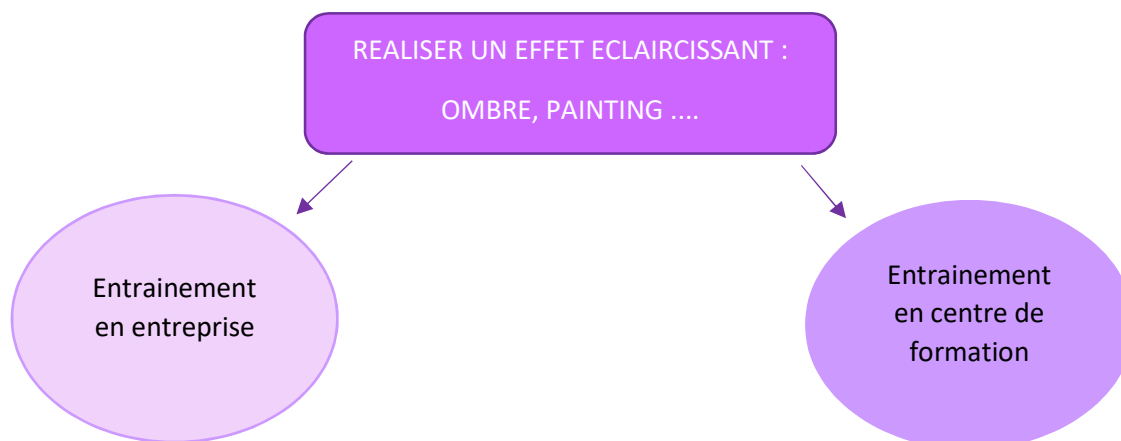 REALISER UN EFFET ECLAIRCISSANT :
OMBRE, PAINTING ....
Entrainement
en entreprise
Entrainement
en centre de
formation